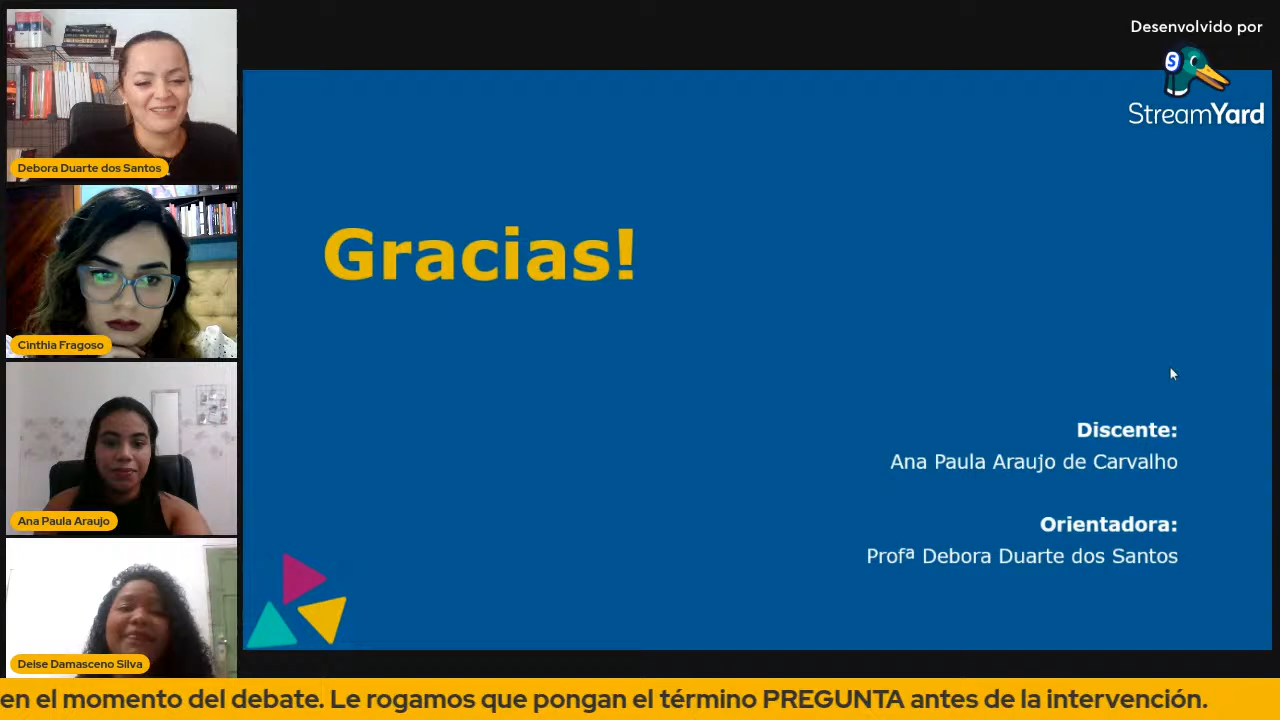 Desenvolvido por
StreamYard
Debora Duarte dos Santos
Cinthia Fragoso
Ana Paula Araujo
Deise Damasceno Silva
Gracias!
Discente:
Ana Paula Araujo de Carvalho
Orientadora:
Profª Debora Duarte dos Santos
en el momento del debate. Le rogamos que pongan el término PREGUNTA antes de la intervención.